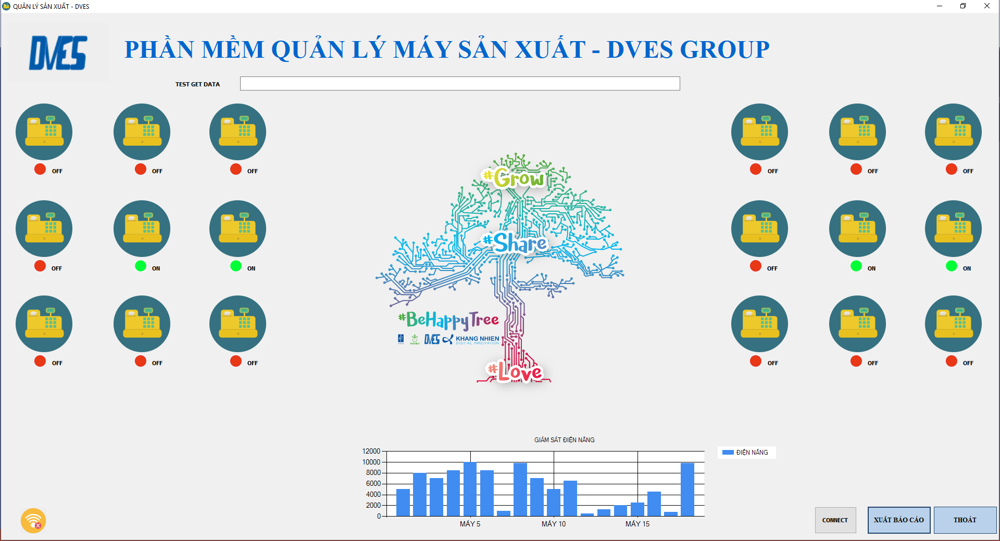 QUẢN LÝ SẢN XUẤT - DVES
DVES
PHẦN MỀM QUẢN LÝ MÁY SẢN XUẤT - DVES GROUP
TEST GET DATA
OFF
OFF
OFF
OFF
OFF
OFF
OFF
ON
ON
OFF
ON
ON
OFF
OFF
OFF
OFF
OFF
OFF
#Grow
#Share
#BeHappyTree
DVES KHANG NHIEN
DIGITAL INNOVATION
#Love
GIÁM SÁT ĐIỆN NĂNG
12000
10000
8000
6000
4000
2000
0
MÁY 5 MÁY 10 MÁY 15
ĐIỆN NĂNG
CONNECT
XUẤT BÁO CÁO
THOÁT